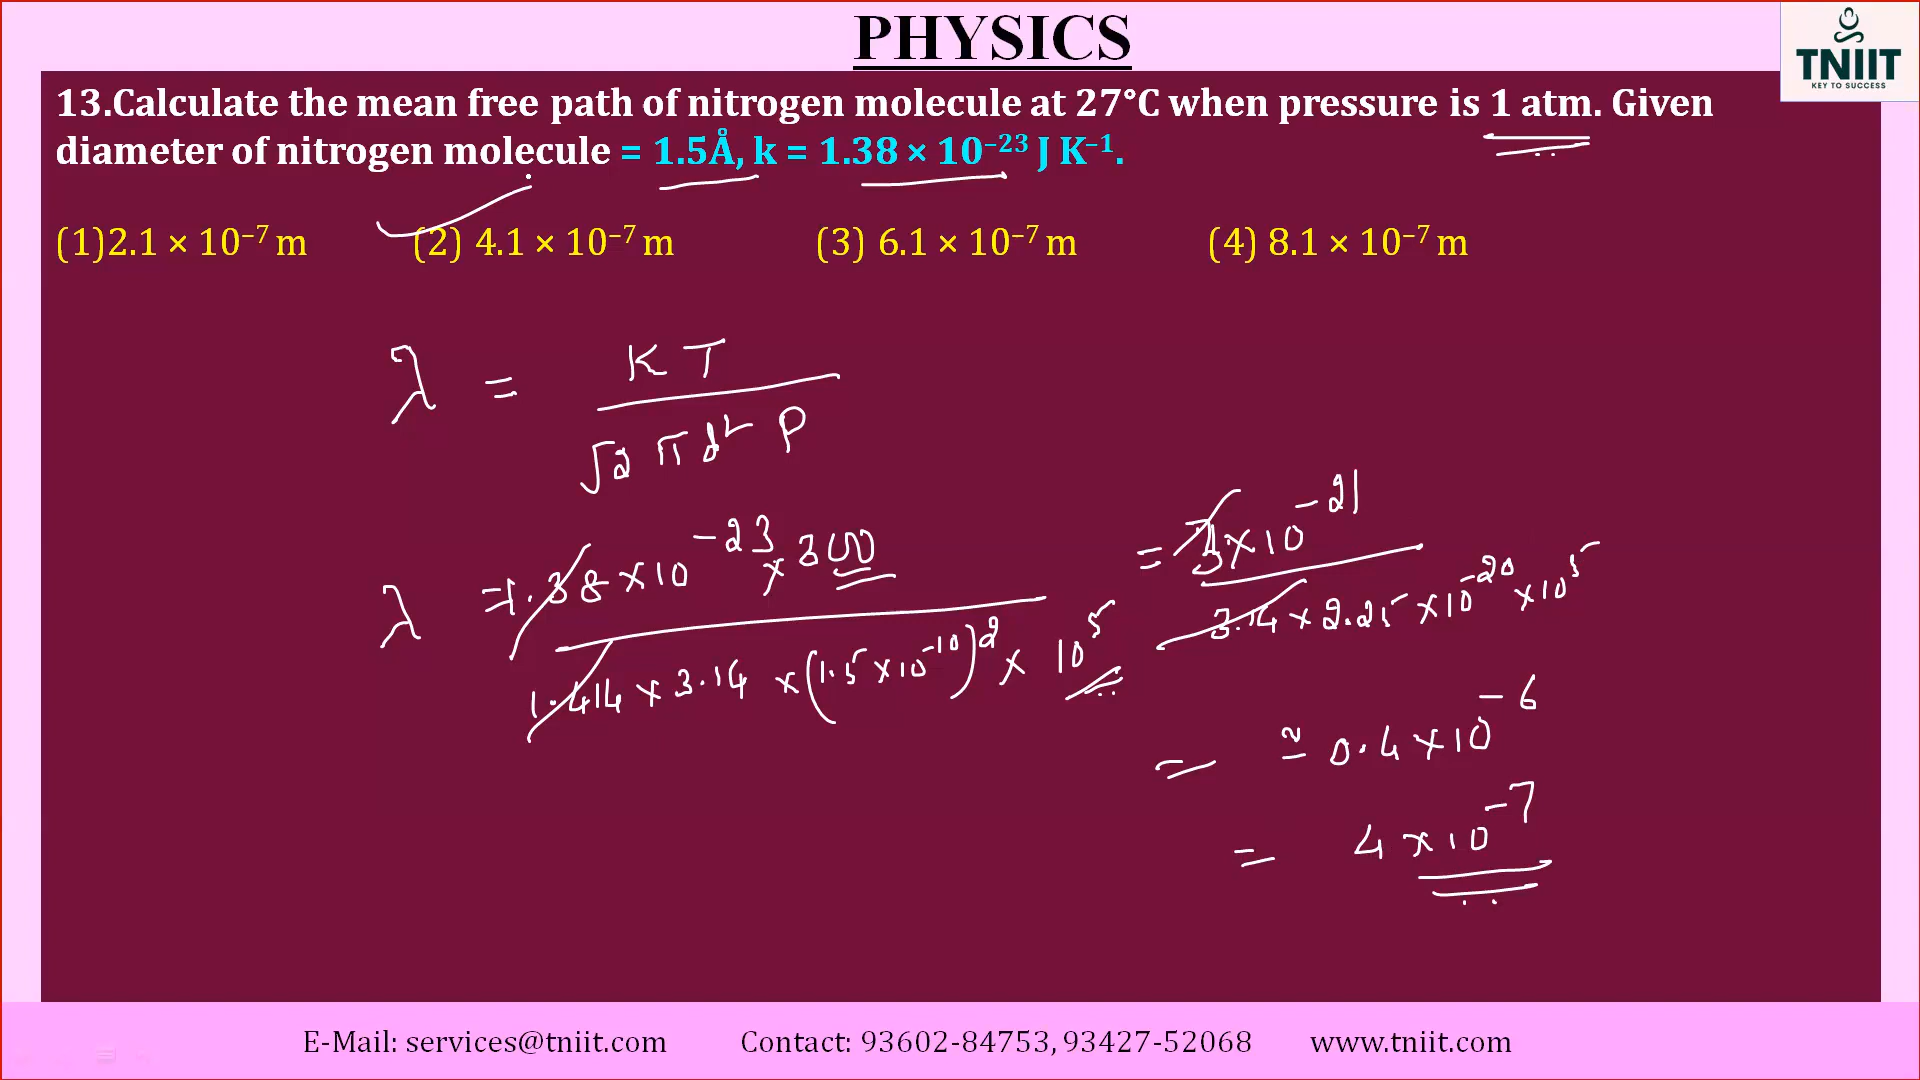 PHYSICS
TNIIT
KEY TO SUCCESS
13.Calculate the mean free path of nitrogen molecule at 27°C when pressure is 1 atm. Given
diameter of nitrogen molecule = 1.5Å, k = 1.38 × 10⁻²³ J K⁻¹.
(1)2.1 × 10⁻⁷ m (2) 4.1 × 10⁻⁷ m (3) 6.1 × 10⁻⁷ m (4) 8.1 × 10⁻⁷ m
λ = KT / √2 π d² P
λ = 1.38 × 10⁻²³ × 300 / 1.414 × 3.14 × (1.5 × 10⁻¹⁰)² × 10⁵
= 3 × 10⁻²¹ / 3.14 × 2.25 × 10⁻²⁰ × 10⁵
= ≃ 0.4 × 10⁻⁶
= 4 × 10⁻⁷
E-Mail: services@tniit.com Contact: 93602-84753, 93427-52068 www.tniit.com